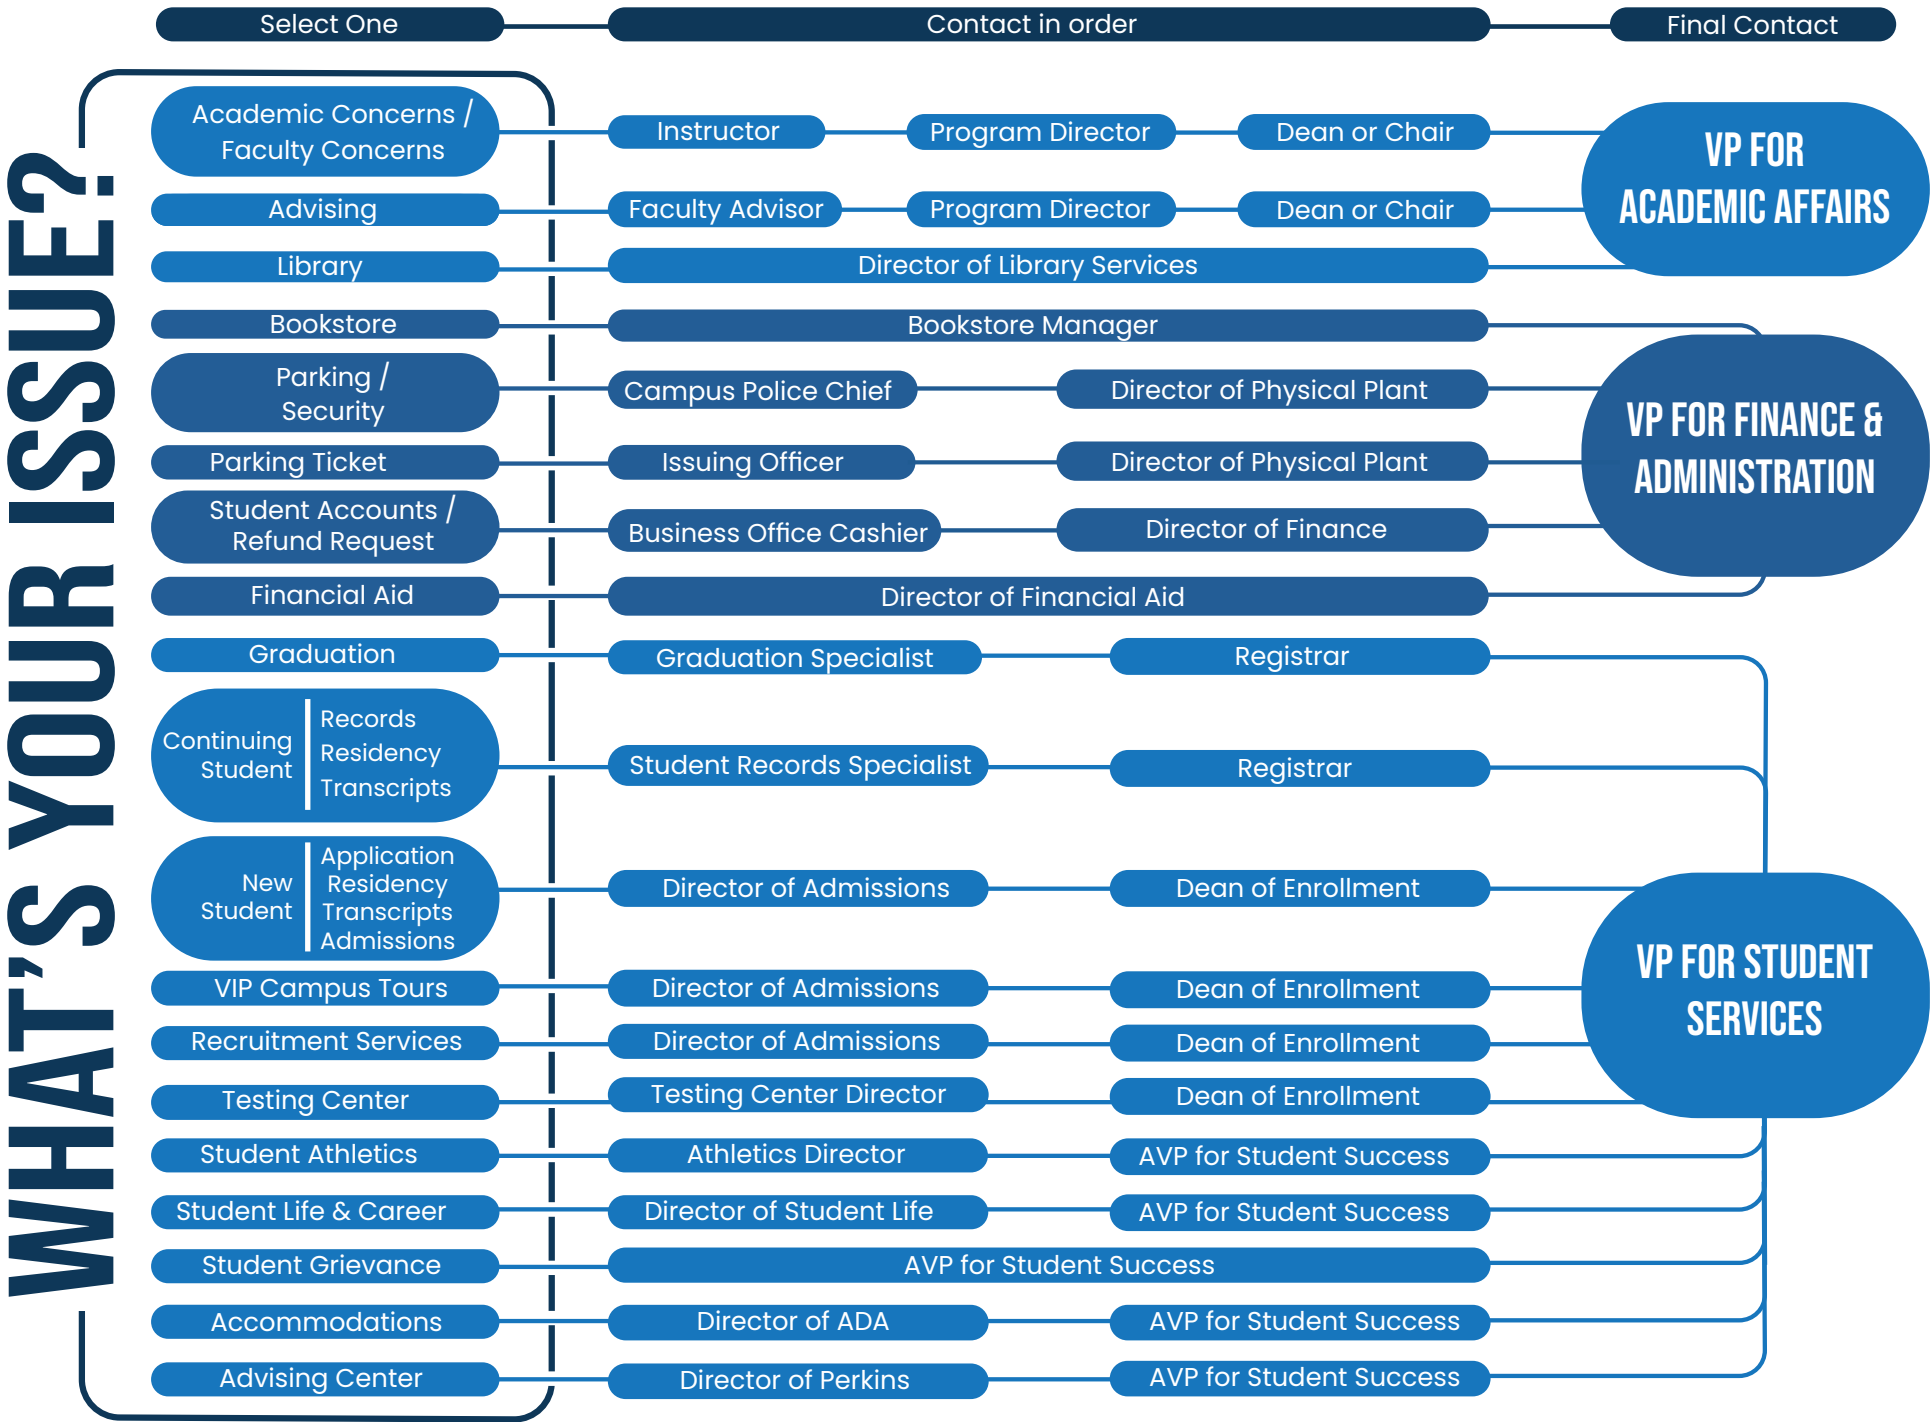 Select One
Contact in order
Final Contact
WHAT'S YOUR ISSUE?
Academic Concerns /
Faculty Concerns
Instructor
Program Director
Dean or Chair
VP FOR
ACADEMIC AFFAIRS
Advising
Faculty Advisor
Program Director
Dean or Chair
Library
Director of Library Services
Bookstore
Bookstore Manager
Parking /
Security
Campus Police Chief
Director of Physical Plant
VP FOR FINANCE &
ADMINISTRATION
Parking Ticket
Issuing Officer
Director of Physical Plant
Student Accounts /
Refund Request
Business Office Cashier
Director of Finance
Financial Aid
Director of Financial Aid
Graduation
Graduation Specialist
Registrar
Continuing
Student
Records
Residency
Transcripts
Student Records Specialist
Registrar
New
Student
Application
Residency
Transcripts
Admissions
Director of Admissions
Dean of Enrollment
VP FOR STUDENT
SERVICES
VIP Campus Tours
Director of Admissions
Dean of Enrollment
Recruitment Services
Director of Admissions
Dean of Enrollment
Testing Center
Testing Center Director
Dean of Enrollment
Student Athletics
Athletics Director
AVP for Student Success
Student Life & Career
Director of Student Life
AVP for Student Success
Student Grievance
AVP for Student Success
Accommodations
Director of ADA
AVP for Student Success
Advising Center
Director of Perkins
AVP for Student Success